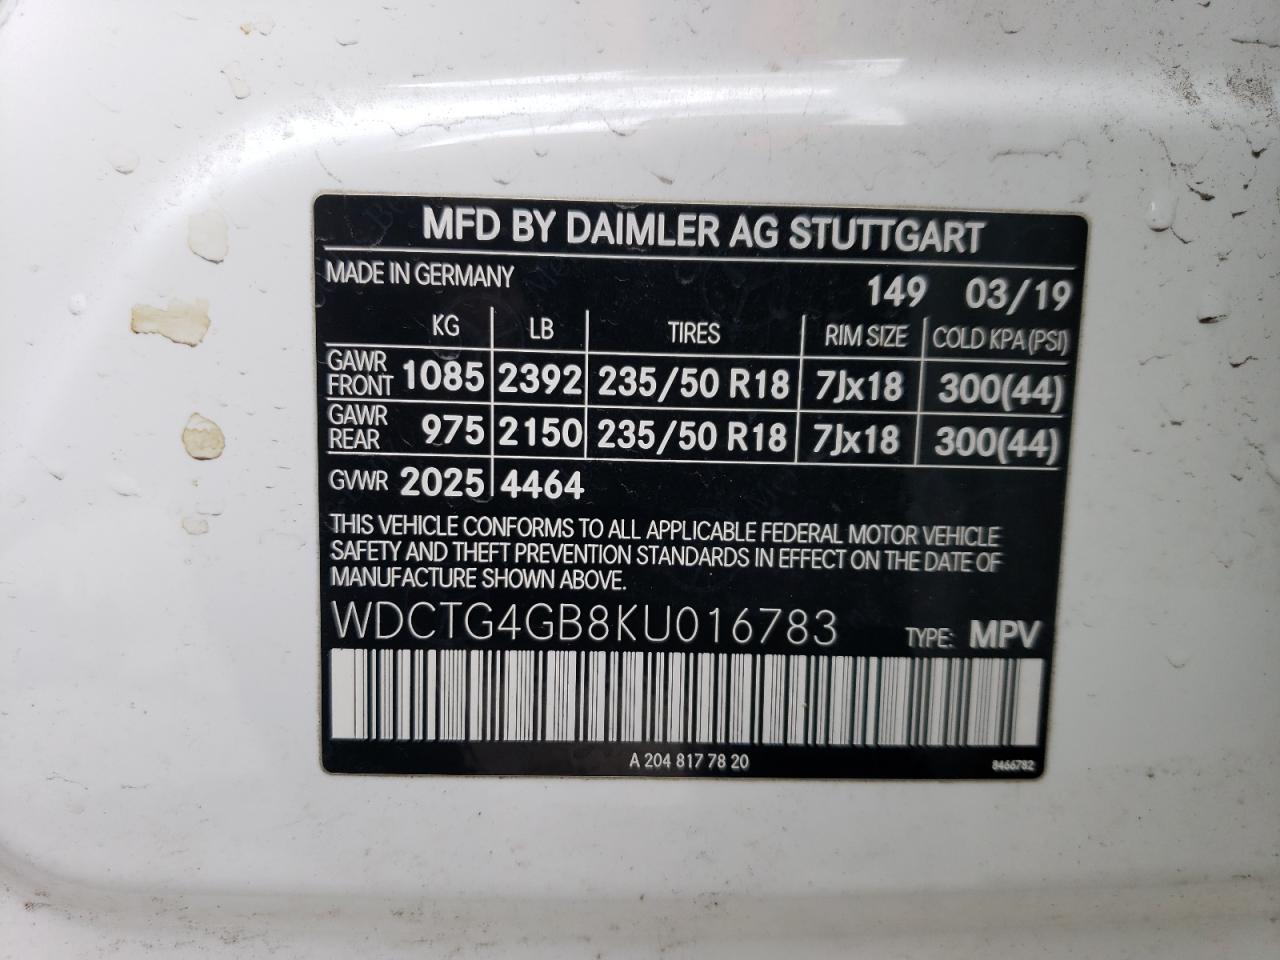 MFD BY DAIMLER AG STUTTGART
MADE IN GERMANY 149 03/19
KG LB TIRES RIM SIZE COLD KPA (PSI)
GAWR FRONT 1085 2392 235/50 R18 7Jx18 300(44)
GAWR REAR 975 2150 235/50 R18 7Jx18 300(44)
GVWR 2025 4464
THIS VEHICLE CONFORMS TO ALL APPLICABLE FEDERAL MOTOR VEHICLE
SAFETY AND THEFT PREVENTION STANDARDS IN EFFECT ON THE DATE OF
MANUFACTURE SHOWN ABOVE.
WDCTG4GB8KU016783 TYPE: MPV
A 204 817 78 20 8466782